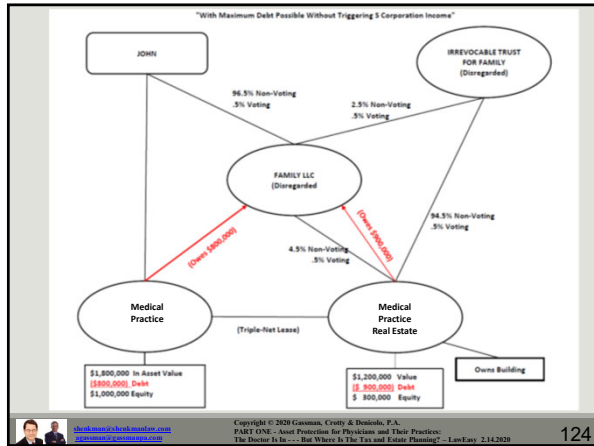 "With Maximum Debt Possible Without Triggering S Corporation Income"
JOHN
IRREVOCABLE TRUST
FOR FAMILY
(Disregarded)
96.5% Non-Voting
.5% Voting
2.5% Non-Voting
.5% Voting
FAMILY LLC
(Disregarded
(Owes $800,000)
(Owes $900,000)
94.5% Non-Voting
.5% Voting
4.5% Non-Voting
.5% Voting
Medical
Practice
(Triple-Net Lease)
Medical
Practice
Real Estate
$1,800,000 In Asset Value
($800,000) Debt
$1,000,000 Equity
$1,200,000 Value
($ 900,000) Debt
$ 800,000 Equity
Owns Building
shenkman@shenkmanlaw.com
agassman@gassmanpa.com
Copyright © 2020 Gassman, Crotty & Denicolo, P.A.
PART ONE - Asset Protection for Physicians and Their Practices:
The Doctor Is In - - - But Where Is The Tax and Estate Planning? – LawEasy 2.14.2020
124